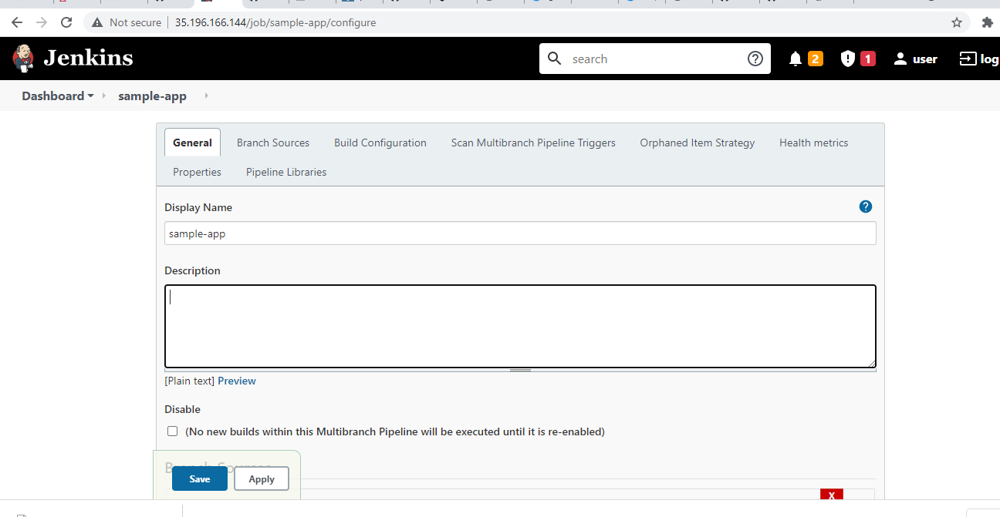 Not secure | 35.196.166.144/job/sample-app/configure
Jenkins search 2 1 user log
Dashboard sample-app
General Branch Sources Build Configuration Scan Multibranch Pipeline Triggers Orphaned Item Strategy Health metrics
Properties Pipeline Libraries
Display Name
sample-app
Description
[Plain text] Preview
Disable
(No new builds within this Multibranch Pipeline will be executed until it is re-enabled)
Branch Sources
Save Apply
X